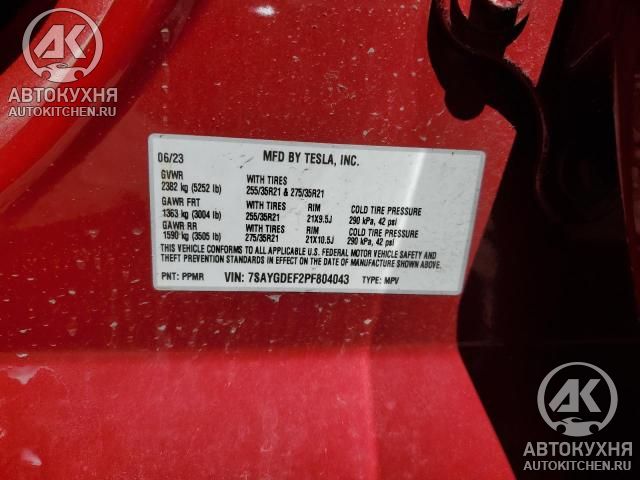 АК
АВТОКУХНЯ
AUTOKITCHEN.RU
06/23 MFD BY TESLA, INC.
GVWR
2382 kg (5252 lb) WITH TIRES 255/35R21 & 275/35R21
GAWR FRT
1363 kg (3004 lb) WITH TIRES 255/35R21 RIM 21X9.5J COLD TIRE PRESSURE 290 kPa, 42 psi
GAWR RR
1590 kg (3505 lb) WITH TIRES 275/35R21 RIM 21X10.5J COLD TIRE PRESSURE 290 kPa, 42 psi
THIS VEHICLE CONFORMS TO ALL APPLICABLE U.S. FEDERAL MOTOR VEHICLE SAFETY AND
THEFT PREVENTION STANDARDS IN EFFECT ON THE DATE OF MANUFACTURE SHOWN ABOVE.
PNT: PPMR VIN: 7SAYGDEF2PF804043 TYPE: MPV
АК
АВТОКУХНЯ
AUTOKITCHEN.RU